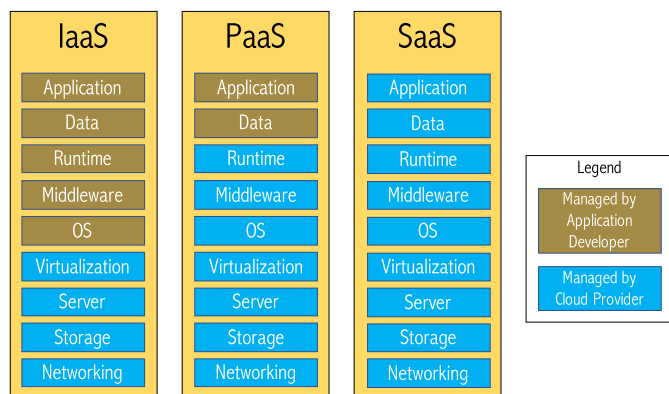 IaaS
Application
Data
Runtime
Middleware
OS
Virtualization
Server
Storage
Networking
PaaS
Application
Data
Runtime
Middleware
OS
Virtualization
Server
Storage
Networking
SaaS
Application
Data
Runtime
Middleware
OS
Virtualization
Server
Storage
Networking
Legend
Managed by
Application
Developer
Managed by
Cloud Provider